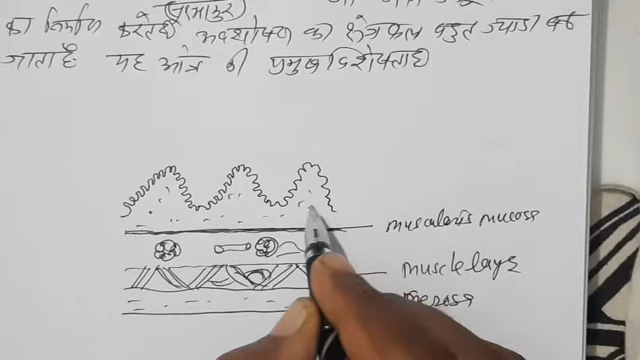 का निर्माण करते है अवशोषण का क्षेत्रफल बहुत ज्यादा बढ
जाता है यह आंत्र की प्रमुख विशेषता है
muscularis mucosa
muscle layer
serosa